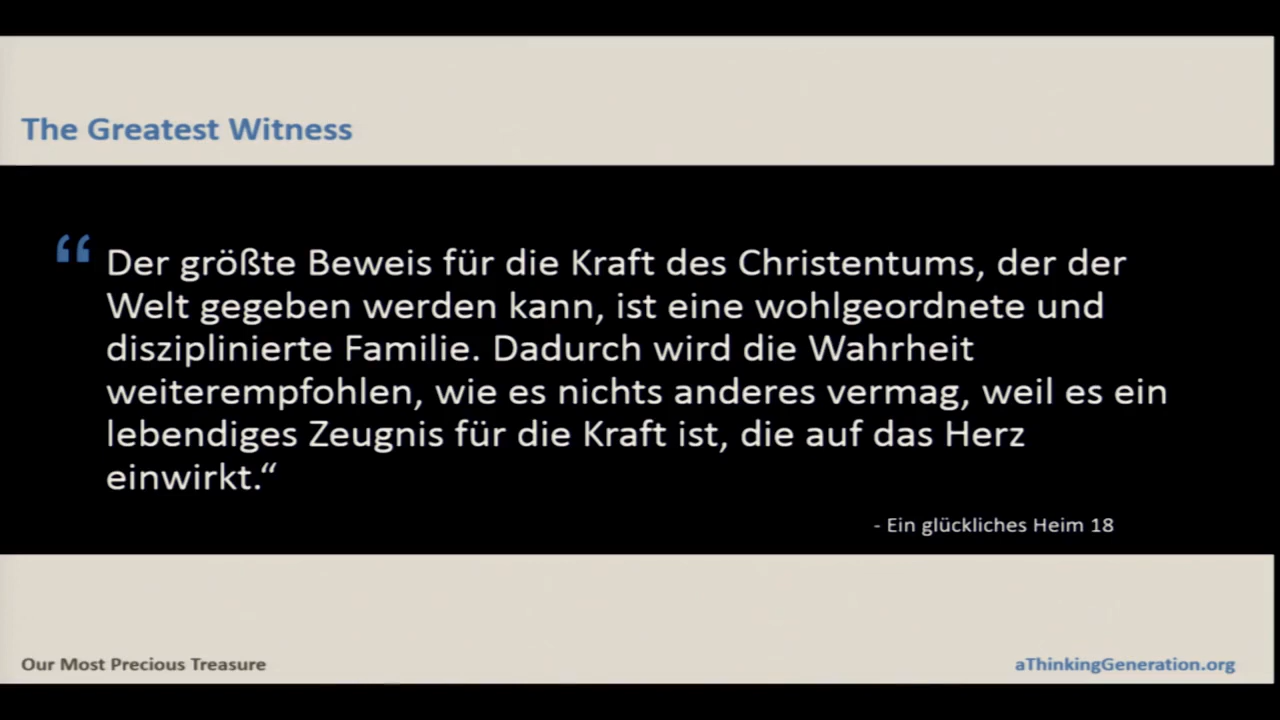 The Greatest Witness
“ Der größte Beweis für die Kraft des Christentums, der der
Welt gegeben werden kann, ist eine wohlgeordnete und
disziplinierte Familie. Dadurch wird die Wahrheit
weiterempfohlen, wie es nichts anderes vermag, weil es ein
lebendiges Zeugnis für die Kraft ist, die auf das Herz
einwirkt.“
- Ein glückliches Heim 18
Our Most Precious Treasure
aThinkingGeneration.org